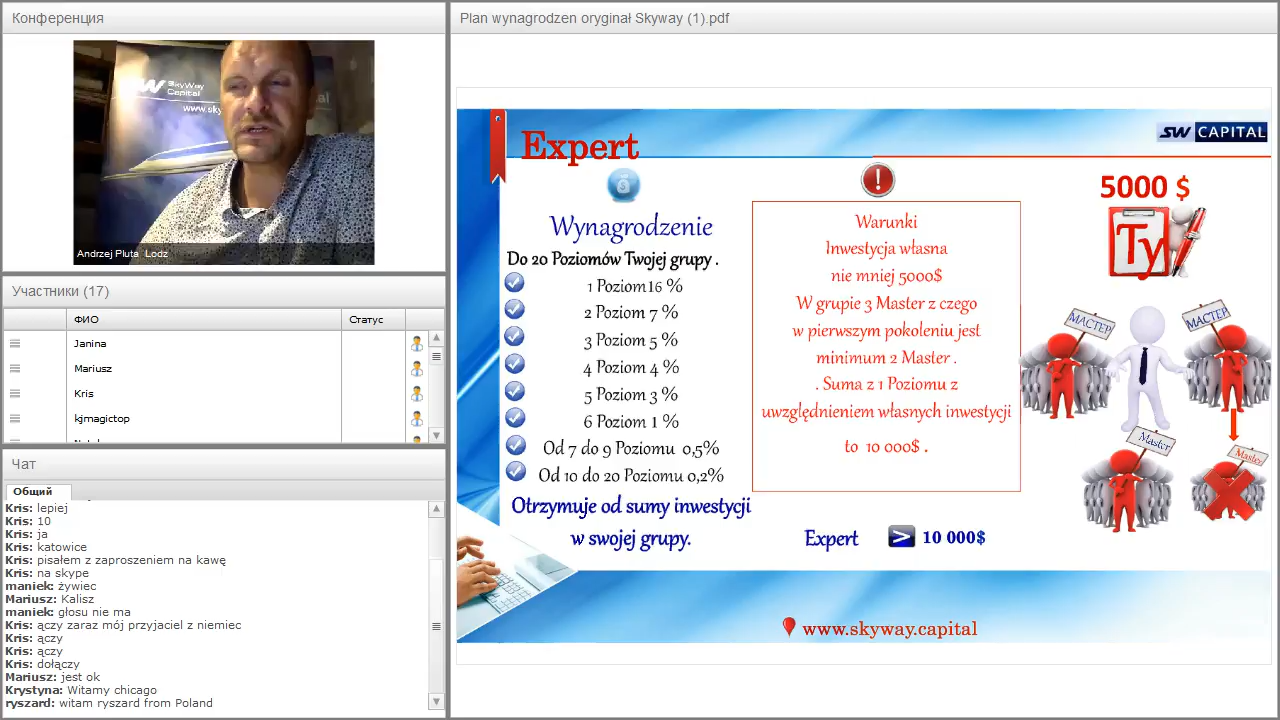 Конференция
SkyWay
Capital
www.sky
Andrzej Pluta Lodz
Участники (17)
ФИО
Статус
Janina
Mariusz
Kris
kjmagictop
Чат
Общий
Kris: lepiej
Kris: 10
Kris: ja
Kris: katowice
Kris: pisałem z zaproszeniem na kawę
Kris: na skype
maniek: żywiec
Mariusz: Kalisz
maniek: głosu nie ma
Kris: ączy zaraz mój przyjaciel z niemiec
Kris: ączy
Kris: ączy
Kris: dołączy
Mariusz: jest ok
Krystyna: Witamy chicago
ryszard: witam ryszard from Poland
Plan wynagrodzen oryginał Skyway (1).pdf
Expert
SW CAPITAL
Wynagrodzenie
Do 20 Poziomów Twojej grupy .
1 Poziom16 %
2 Poziom 7 %
3 Poziom 5 %
4 Poziom 4 %
5 Poziom 3 %
6 Poziom 1 %
Od 7 do 9 Poziomu 0,5%
Od 10 do 20 Poziomu 0,2%
Otrzymuje od sumy inwestycji
w swojej grupy.
Warunki
Inwestycja własna
nie mniej 5000$
W grupie 3 Master z czego
w pierwszym pokoleniu jest
minimum 2 Master .
. Suma z 1 Poziomu z
uwzględnieniem własnych inwestycji
to 10 000$ .
Expert > 10 000$
5000 $
Ty
МАСТЕР
МАСТЕР
Master
Master
www.skyway.capital